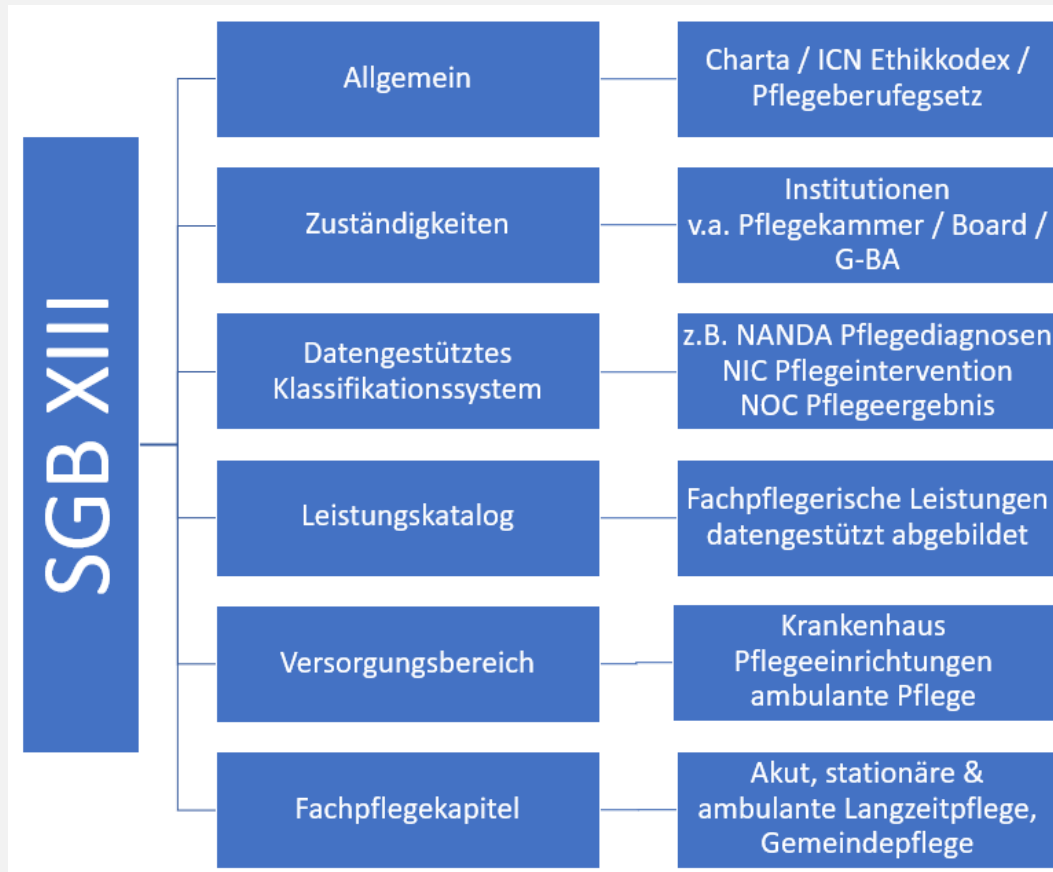 SGB XIII
Allgemein
Charta / ICN Ethikkodex /
Pflegeberufegsetz
Zuständigkeiten
Institutionen
v.a. Pflegekammer / Board /
G-BA
Datengestütztes
Klassifikationssystem
z.B. NANDA Pflegediagnosen
NIC Pflegeintervention
NOC Pflegeergebnis
Leistungskatalog
Fachpflegerische Leistungen
datengestützt abgebildet
Versorgungsbereich
Krankenhaus
Pflegeeinrichtungen
ambulante Pflege
Fachpflegekapitel
Akut, stationäre &
ambulante Langzeitpflege,
Gemeindepflege